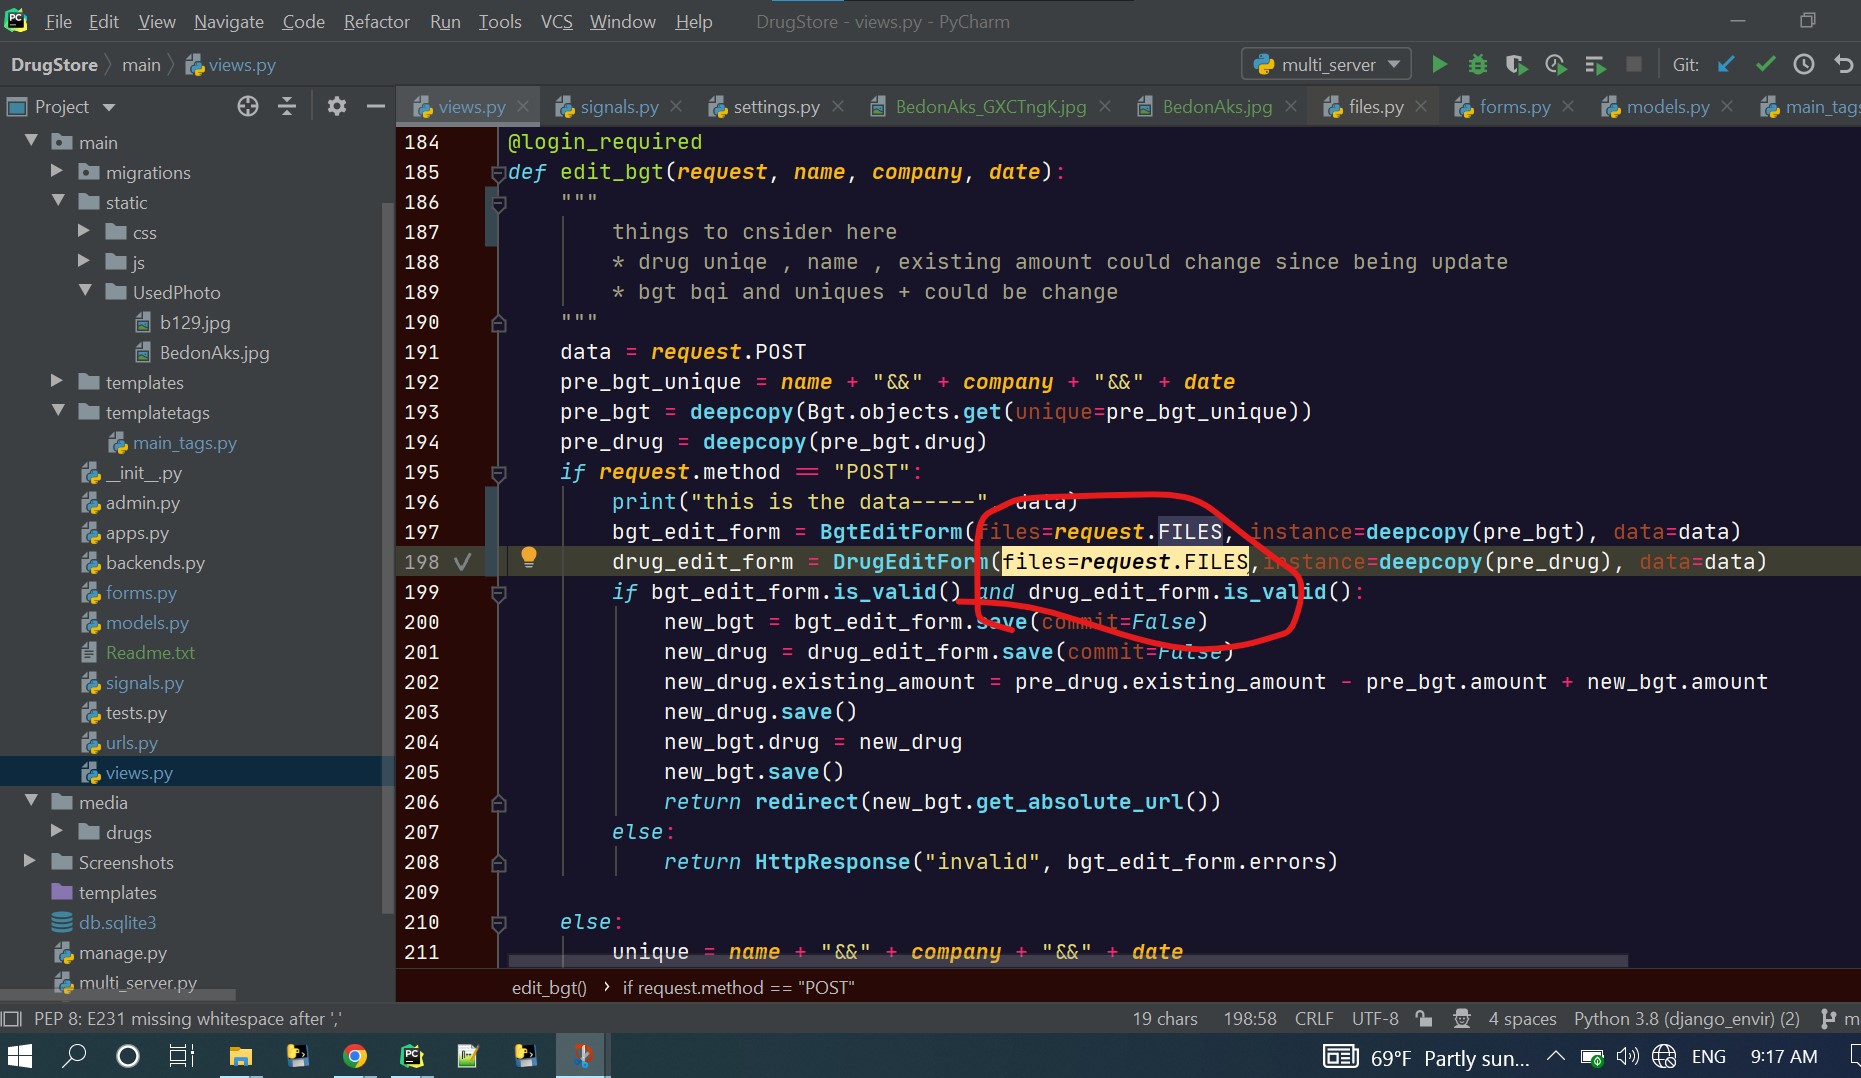 File Edit View Navigate Code Refactor Run Tools VCS Window Help DrugStore - views.py - PyCharm
DrugStore main views.py multi_server Git:
Project
views.py signals.py settings.py BedonAks_GXCTngK.jpg BedonAks.jpg files.py forms.py models.py main_tags
main
migrations
static
css
js
UsedPhoto
b129.jpg
BedonAks.jpg
templates
templatetags
main_tags.py
__init__.py
admin.py
apps.py
backends.py
forms.py
models.py
Readme.txt
signals.py
tests.py
urls.py
views.py
media
drugs
Screenshots
templates
db.sqlite3
manage.py
multi_server.py
184 @login_required
185 def edit_bgt(request, name, company, date):
186 """
187 things to cnsider here
188 * drug uniqe , name , existing amount could change since being update
189 * bgt bqi and uniques + could be change
190 """
191 data = request.POST
192 pre_bgt_unique = name + "&&" + company + "&&" + date
193 pre_bgt = deepcopy(Bgt.objects.get(unique=pre_bgt_unique))
194 pre_drug = deepcopy(pre_bgt.drug)
195 if request.method == "POST":
196 print("this is the data-----" data)
197 bgt_edit_form = BgtEditForm(files=request.FILES, instance=deepcopy(pre_bgt), data=data)
198 drug_edit_form = DrugEditForm(files=request.FILES,instance=deepcopy(pre_drug), data=data)
199 if bgt_edit_form.is_valid() and drug_edit_form.is_valid():
200 new_bgt = bgt_edit_form.save(commit=False)
201 new_drug = drug_edit_form.save(commit=False)
202 new_drug.existing_amount = pre_drug.existing_amount - pre_bgt.amount + new_bgt.amount
203 new_drug.save()
204 new_bgt.drug = new_drug
205 new_bgt.save()
206 return redirect(new_bgt.get_absolute_url())
207 else:
208 return HttpResponse("invalid", bgt_edit_form.errors)
209
210 else:
211 unique = name + "&&" + company + "&&" + date
edit_bgt() › if request.method == "POST"
PEP 8: E231 missing whitespace after ',' 19 chars 198:58 CRLF UTF-8 4 spaces Python 3.8 (django_envir) (2) m
69°F Partly sun... ENG 9:17 AM